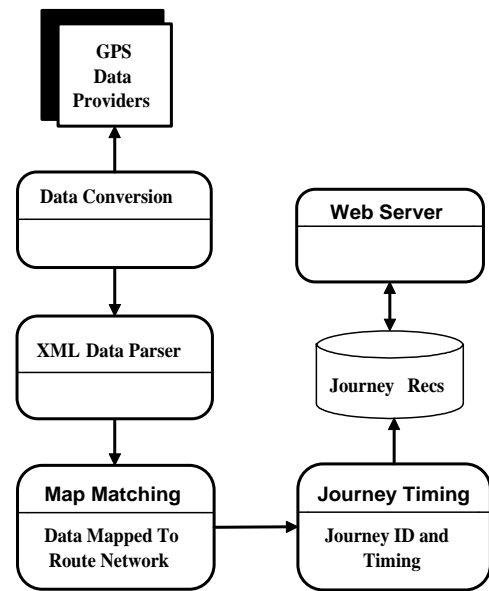 GPS
Data
Providers
Data Conversion
XML Data Parser
Map Matching
Data Mapped To
Route Network
Web Server
Journey Recs
Journey Timing
Journey ID and
Timing